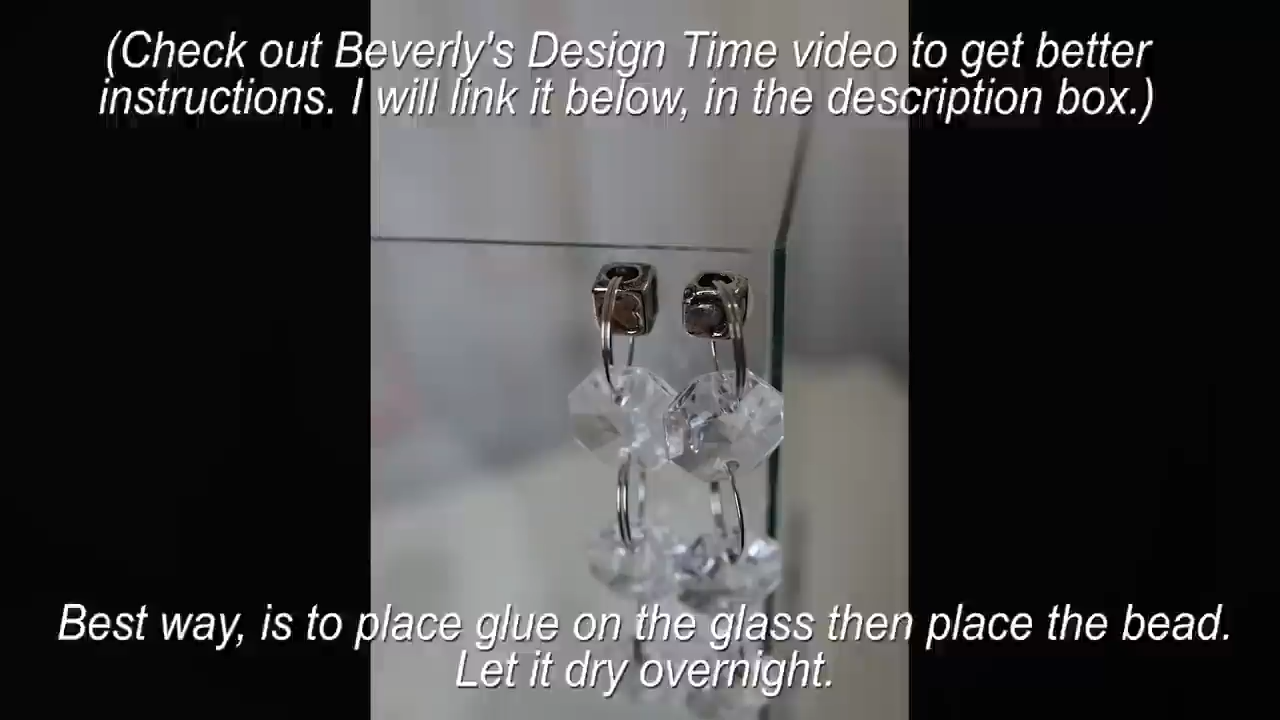 (Check out Beverly's Design Time video to get better
instructions. I will link it below, in the description box.)
Best way, is to place glue on the glass then place the bead.
Let it dry overnight.